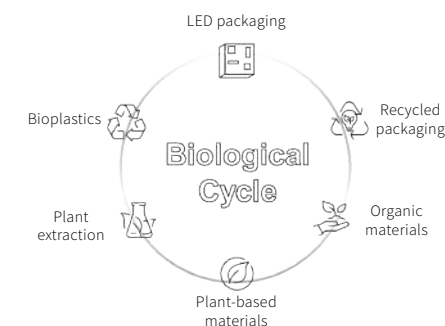 LED packaging
Bioplastics
Recycled
packaging
Biological
Cycle
Plant
extraction
Organic
materials
Plant-based
materials